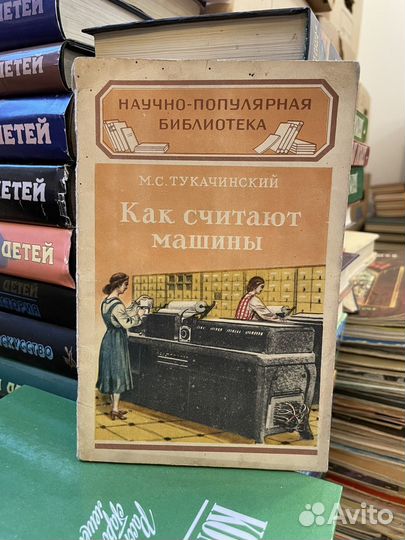 НАУЧНО-ПОПУЛЯРНАЯ
БИБЛИОТЕКА
М.С. ТУКАЧИНСКИЙ
Как считают
машины
ДЕТЕЙ
ДЕТЕЙ
ДЕТЕЙ
ДЕТЕЙ
ДЕТЕЙ
ИСКУССТВО
Avito